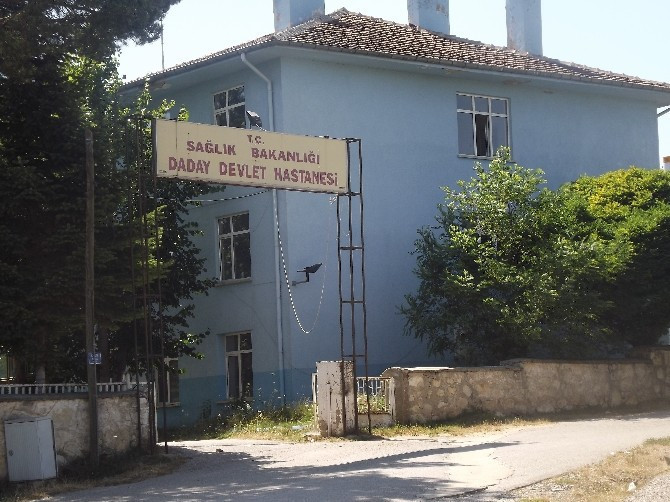 T.C.
SAĞLIK BAKANLIĞI
DADAY DEVLET HASTANESİ